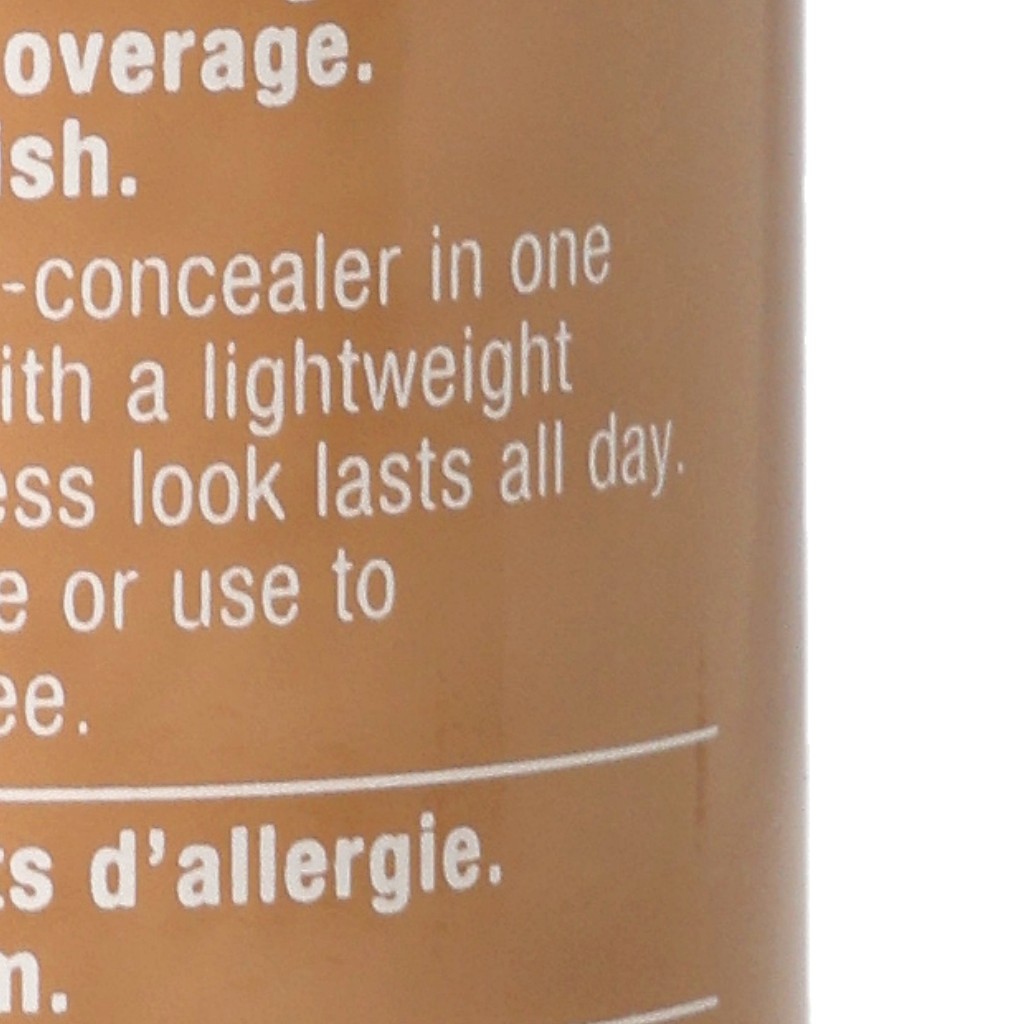 overage.
ish.
-concealer in one
ith a lightweight
ess look lasts all day.
e or use to
ee.
ts d’allergie.
m.